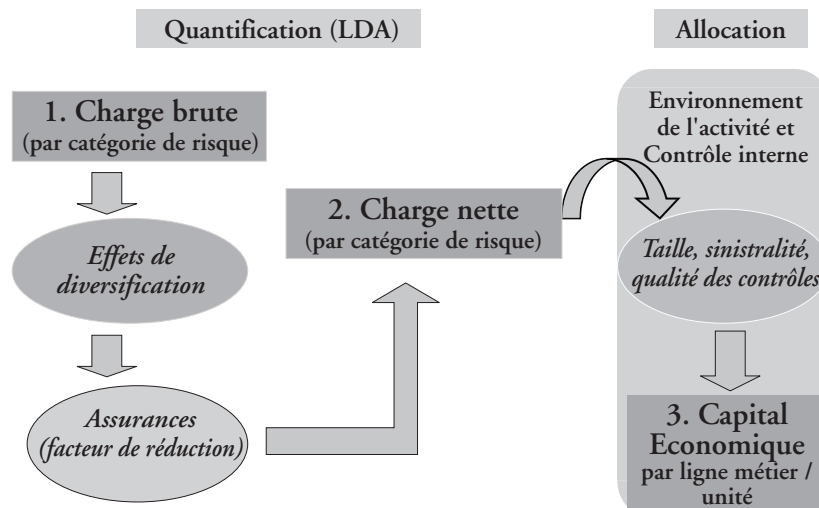 Quantification (LDA)
Allocation
1. Charge brute
(par catégorie de risque)
Effets de
diversification
Assurances
(facteur de réduction)
2. Charge nette
(par catégorie de risque)
Environnement
de l'activité et
Contrôle interne
Taille, sinistralité,
qualité des contrôles
3. Capital
Economique
par ligne métier /
unité